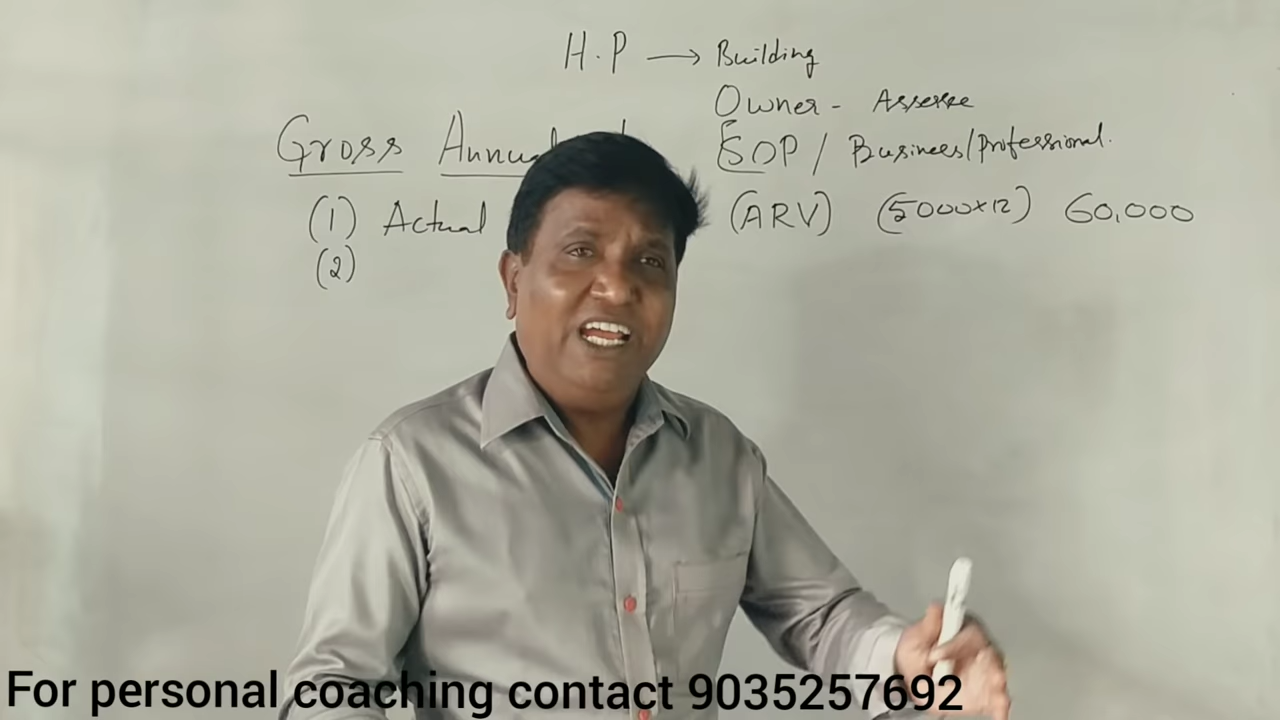 H.P → Building
Owner - Assessee
Gross Annual SOP / Business/Professional.
(1) Actual (ARV) (5000×12) 60,000
(2)
For personal coaching contact 9035257692